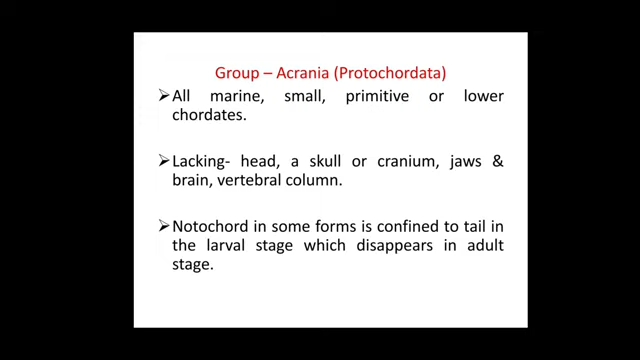 Group – Acrania (Protochordata)
➢All marine, small, primitive or lower
chordates.
➢Lacking- head, a skull or cranium, jaws &
brain, vertebral column.
➢Notochord in some forms is confined to tail in
the larval stage which disappears in adult
stage.